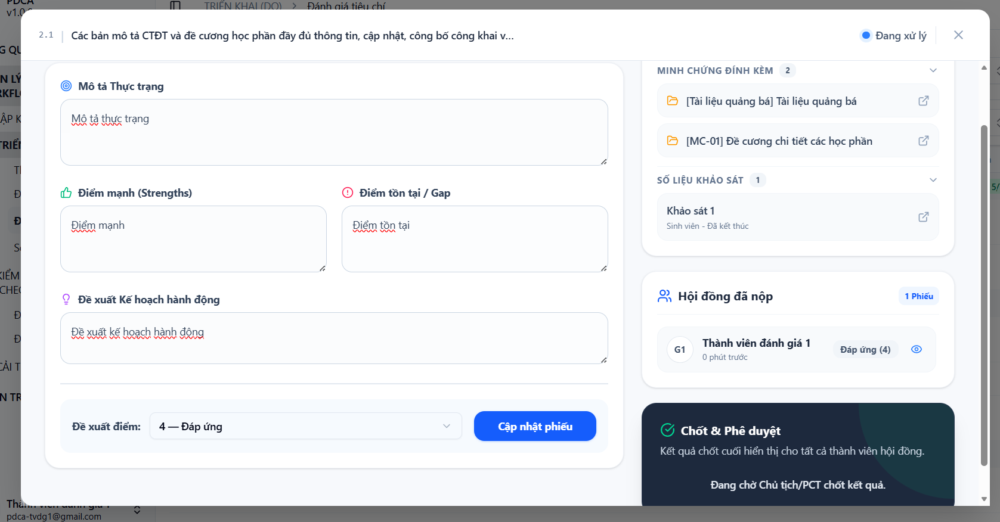 PDCA
v1.0.0
TRIỂN KHAI (DO) > Đánh giá tiêu chí
2.1 | Các bản mô tả CTĐT và đề cương học phần đầy đủ thông tin, cập nhật, công bố công khai v...
Đang xử lý
Mô tả Thực trạng
Mô tả thực trạng
Điểm mạnh (Strengths)
Điểm mạnh
Điểm tồn tại / Gap
Điểm tồn tại
Đề xuất Kế hoạch hành động
Đề xuất kế hoạch hành động
Đề xuất điểm:
4 — Đáp ứng
Cập nhật phiếu
MINH CHỨNG ĐÍNH KÈM 2
[Tài liệu quảng bá] Tài liệu quảng bá
[MC-01] Đề cương chi tiết các học phần
SỐ LIỆU KHẢO SÁT 1
Khảo sát 1
Sinh viên - Đã kết thúc
Hội đồng đã nộp
1 Phiếu
G1
Thành viên đánh giá 1
0 phút trước
Đáp ứng (4)
Chốt & Phê duyệt
Kết quả chốt cuối hiển thị cho tất cả thành viên hội đồng.
Đang chờ Chủ tịch/PCT chốt kết quả.
5/
Thành viên đánh giá 1
pdca-tvdg1@gmail.com